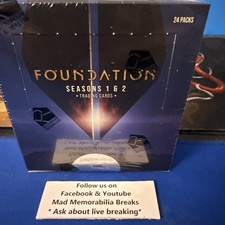 24 PACKS
FOUNDATION
SEASONS 1 & 2
• TRADING CARDS •
Follow us on
Facebook & Youtube
Mad Memorabilia Breaks
* Ask about live breaking*